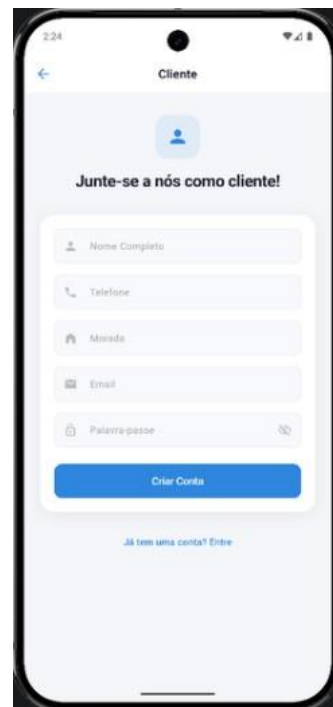 2:24
Cliente
Junte-se a nós como cliente!
Nome Completo
Telefone
Morada
Email
Palavra-passe
Criar Conta
Já tem uma conta? Entre